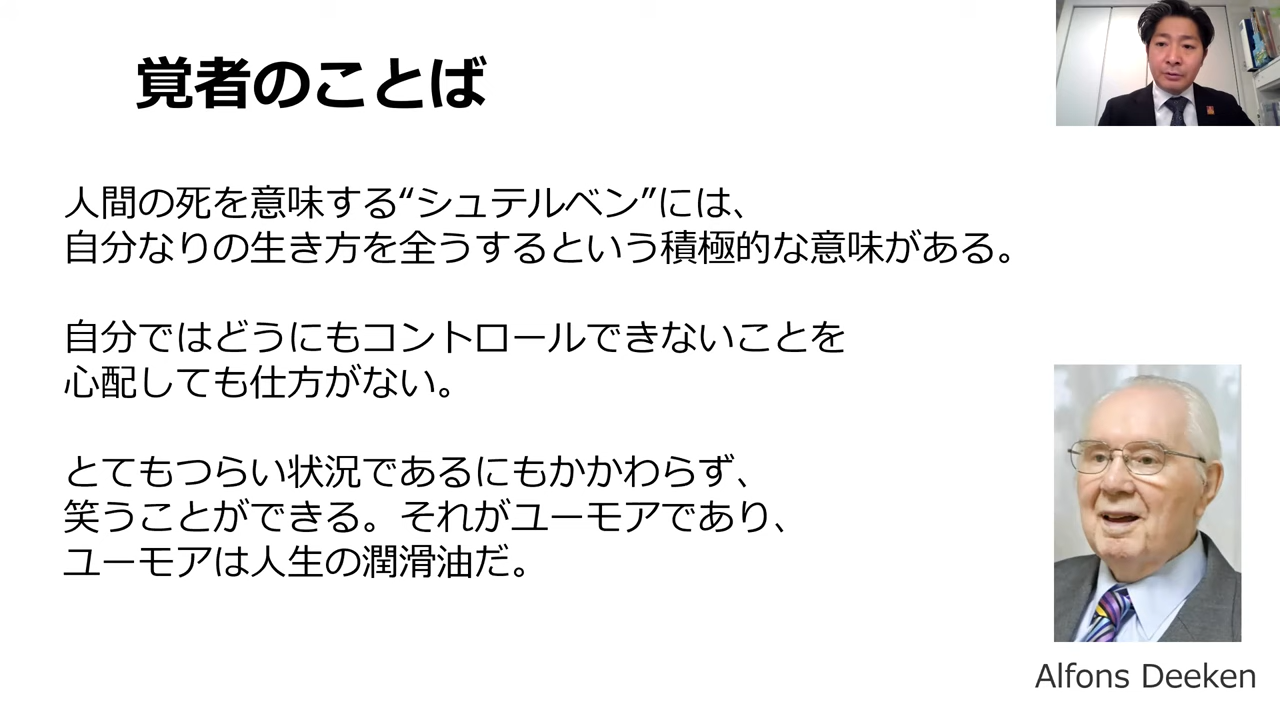 覚者のことば
人間の死を意味する“シュテルベン”には、
自分なりの生き方を全うするという積極的な意味がある。
自分ではどうにもコントロールできないことを
心配しても仕方がない。
とてもつらい状況であるにもかかわらず、
笑うことができる。それがユーモアであり、
ユーモアは人生の潤滑油だ。
Alfons Deeken